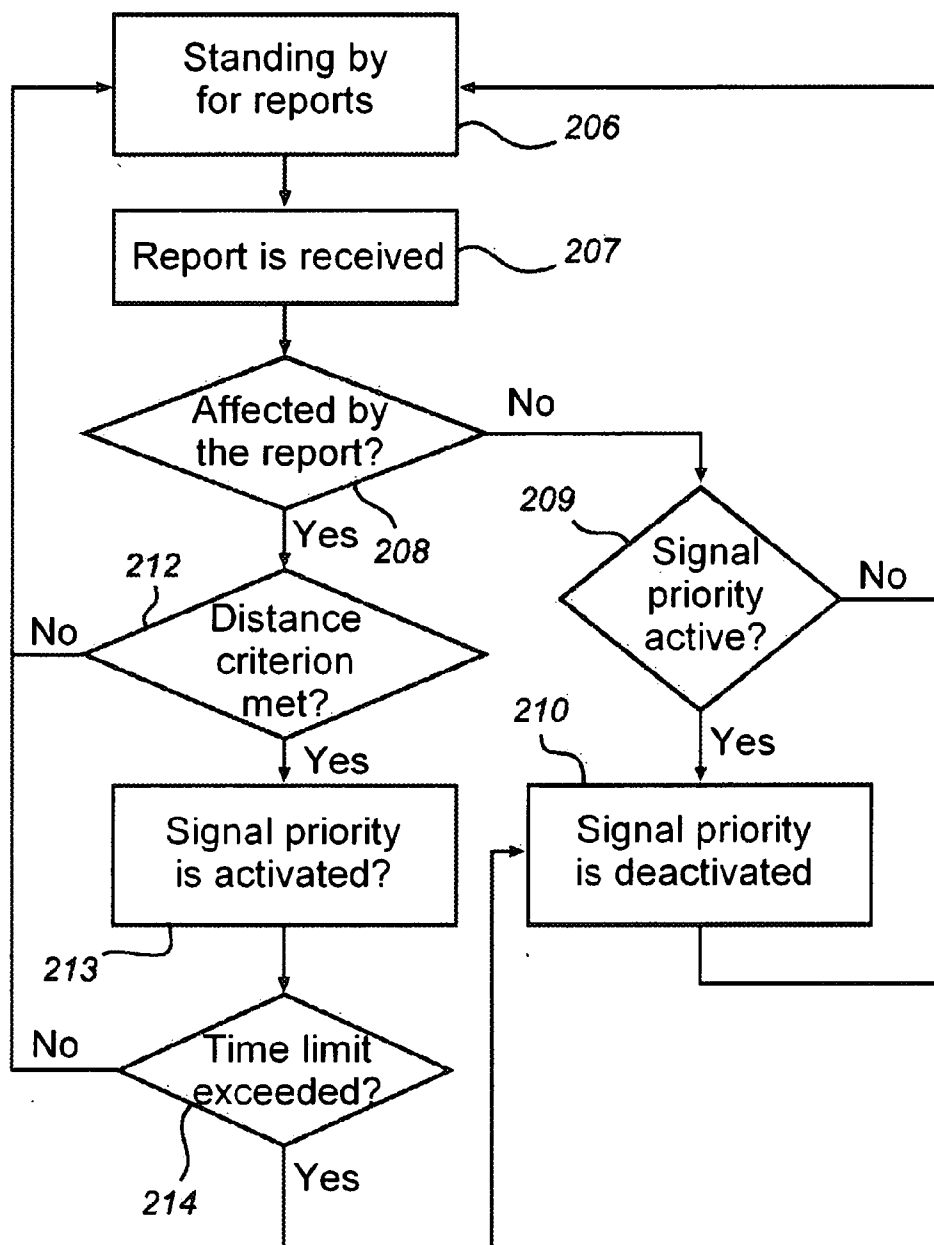 Standing by
for reports
206
Report is received
207
Affected by
the report?
208
No
Yes
209
Signal
priority
active?
No
Yes
212
Distance
criterion
met?
No
Yes
210
Signal priority
is activated?
213
Signal priority
is deactivated
Time limit
exceeded?
No
Yes
214